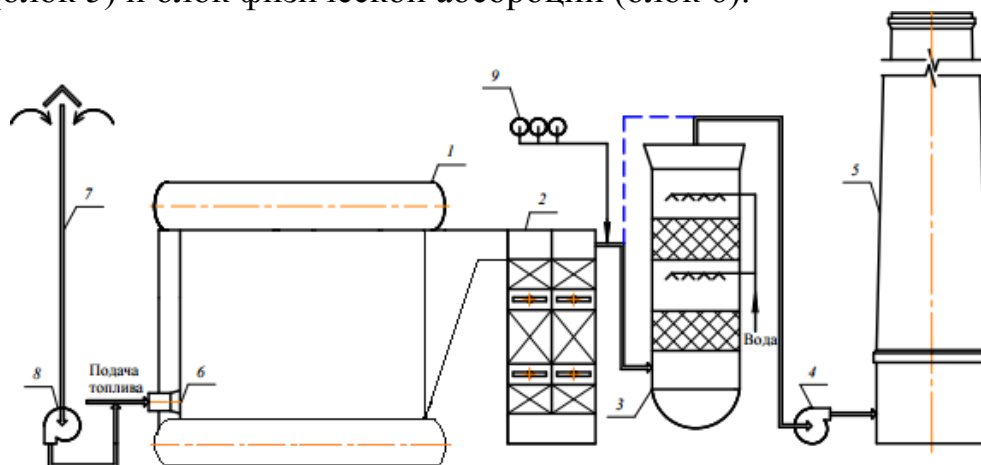 (блок 5) и блок физической абсорбции (блок 6).
9
1
2
5
7
8
Подача
топлива
6
Вода
3
4